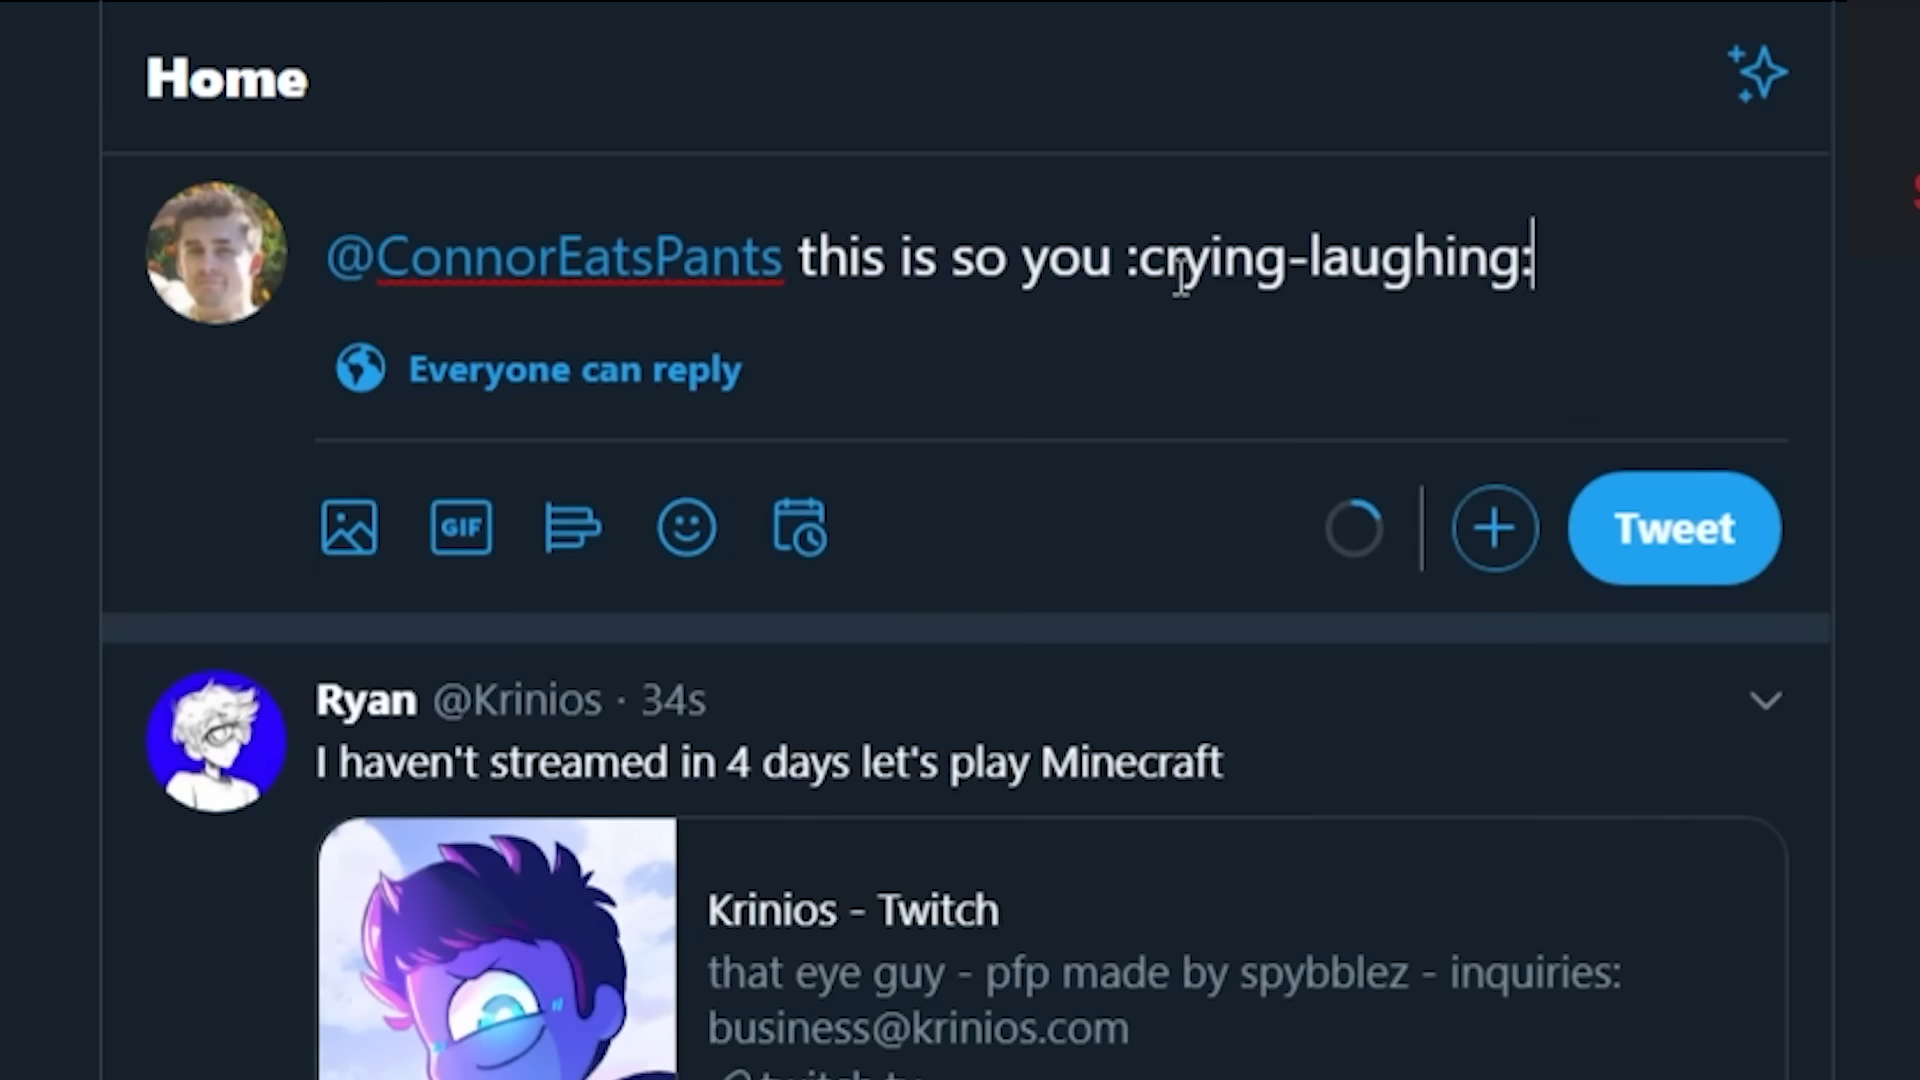 Home
@ConnorEatsPants this is so you :crying-laughing:
Everyone can reply
GIF
Tweet
Ryan @Krinios · 34s
I haven't streamed in 4 days let's play Minecraft
Krinios - Twitch
that eye guy - pfp made by spybblez - inquiries:
business@krinios.com